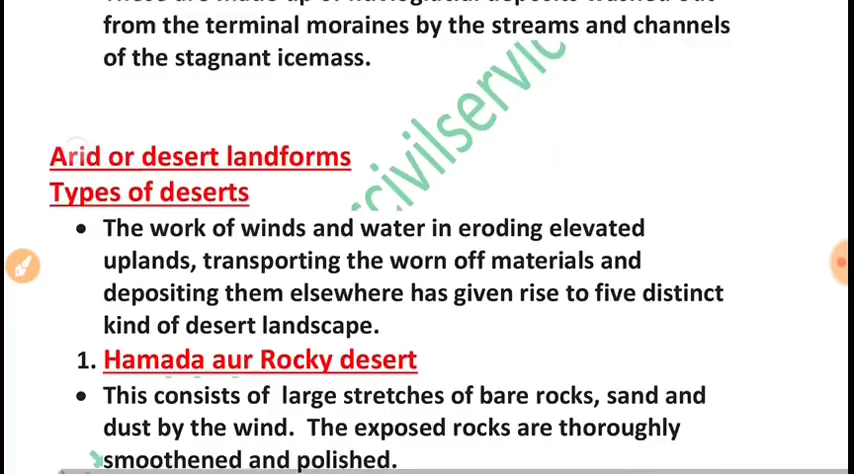 from the terminal moraines by the streams and channels
of the stagnant icemass.
civilservic
Arid or desert landforms
Types of deserts
• The work of winds and water in eroding elevated
uplands, transporting the worn off materials and
depositing them elsewhere has given rise to five distinct
kind of desert landscape.
1. Hamada aur Rocky desert
• This consists of large stretches of bare rocks, sand and
dust by the wind. The exposed rocks are thoroughly
smoothened and polished.